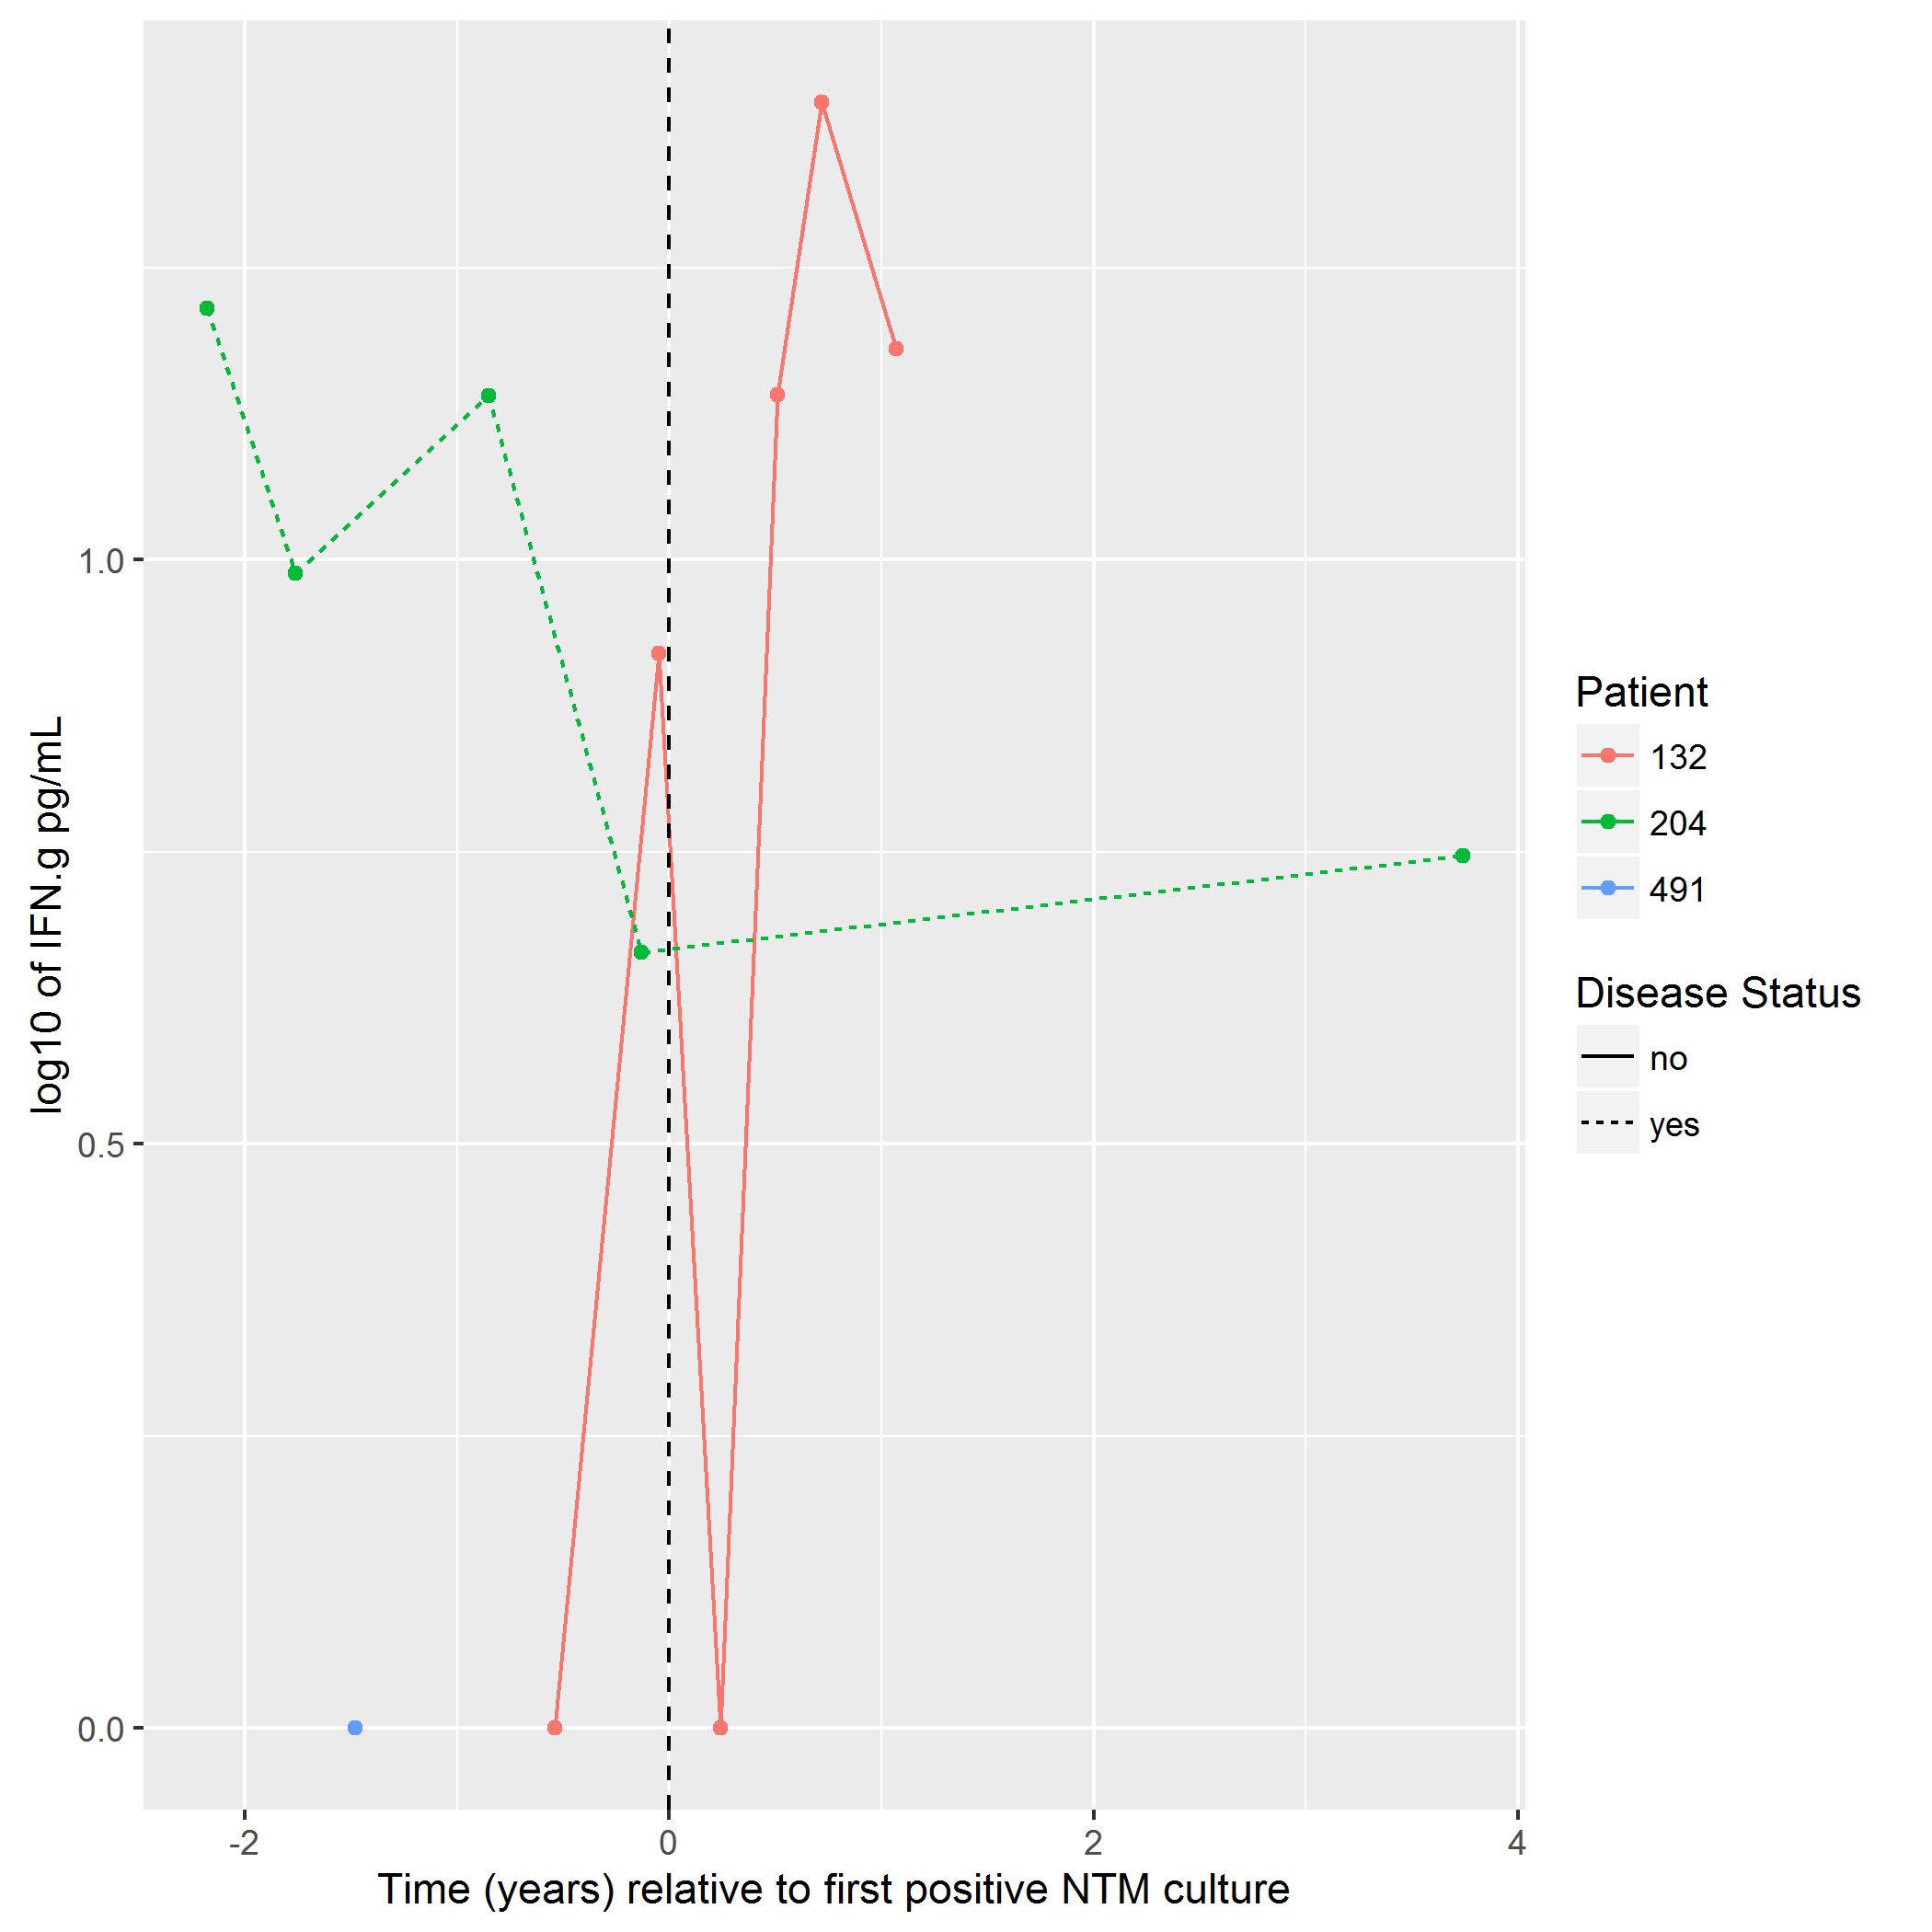 log10 of IFN.g pg/mL
1.0
0.5
0.0
-2
0
2
4
Time (years) relative to first positive NTM culture
Patient
132
204
491
Disease Status
no
yes